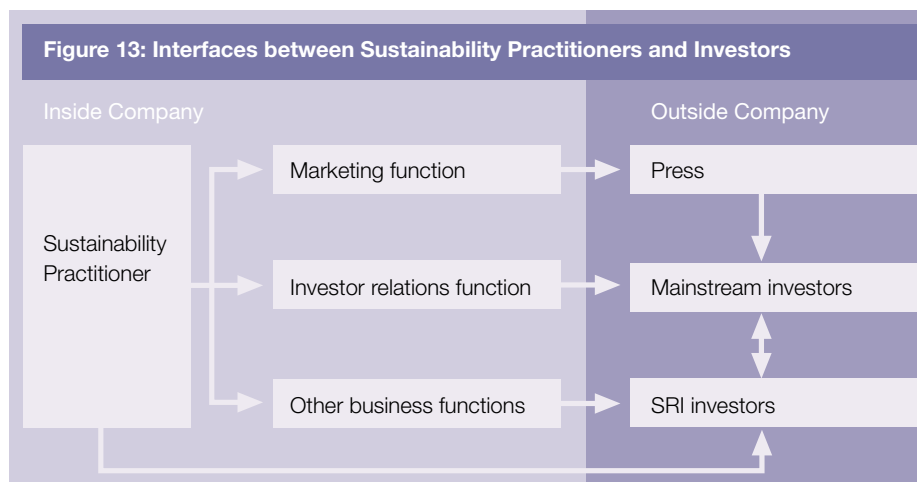 Figure 13: Interfaces between Sustainability Practitioners and Investors
Inside Company
Outside Company
Sustainability
Practitioner
Marketing function
Press
Investor relations function
Mainstream investors
Other business functions
SRI investors